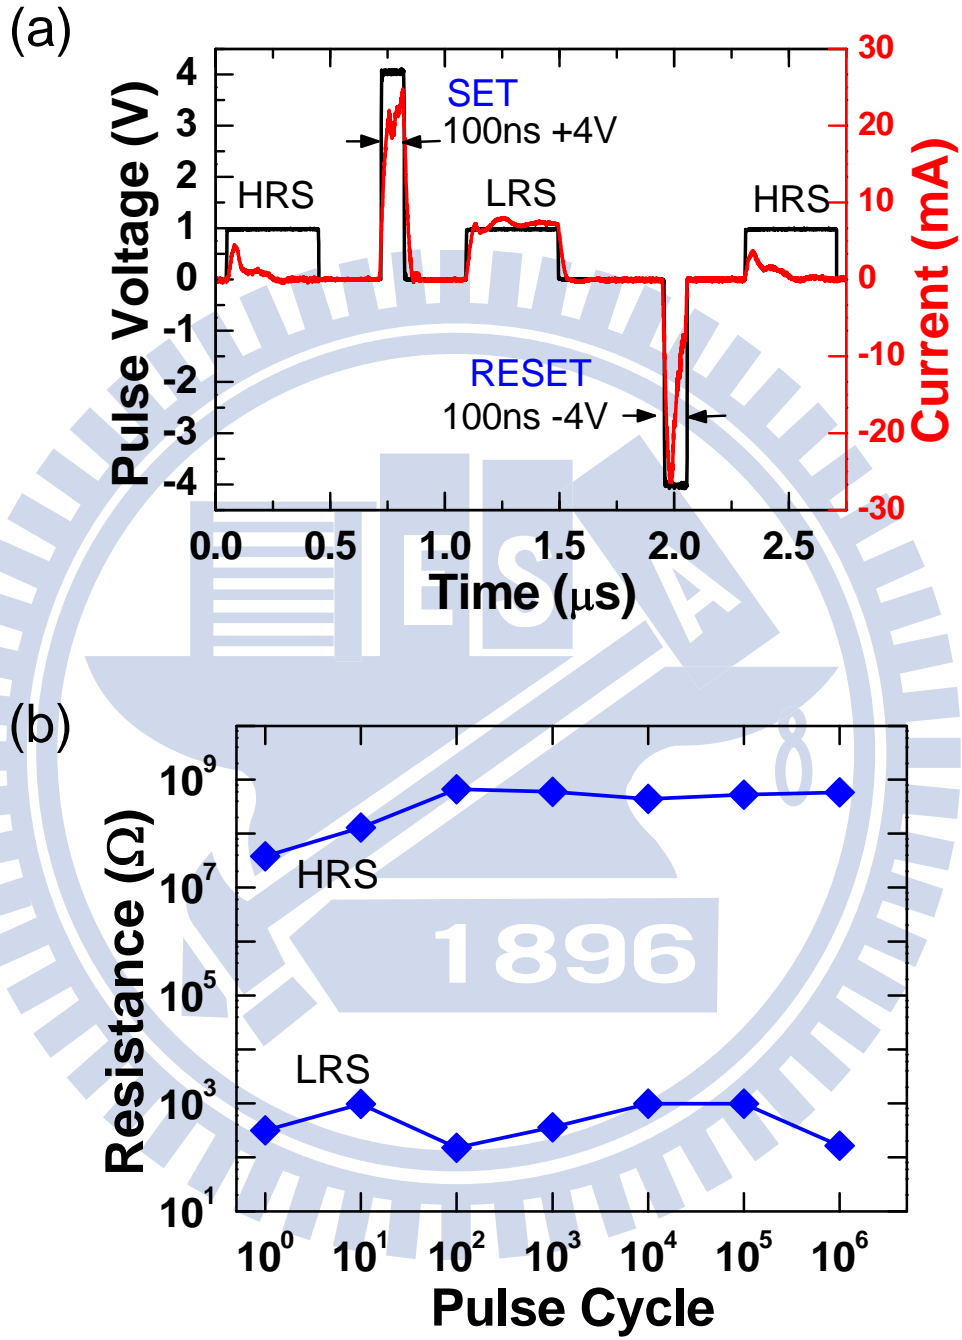 (a)
Pulse Voltage (V)
4
3
2
1
0
-1
-2
-3
-4
HRS
SET
100ns +4V
LRS
HRS
RESET
100ns -4V
30
20
10
0
-10
-20
-30
Current (mA)
0.0 0.5 1.0 1.5 2.0 2.5
Time (μs)
ESA
(b)
Resistance (Ω)
10⁹
10⁷
10⁵
10³
10¹
HRS
1896
LRS
10⁰ 10¹ 10² 10³ 10⁴ 10⁵ 10⁶
Pulse Cycle